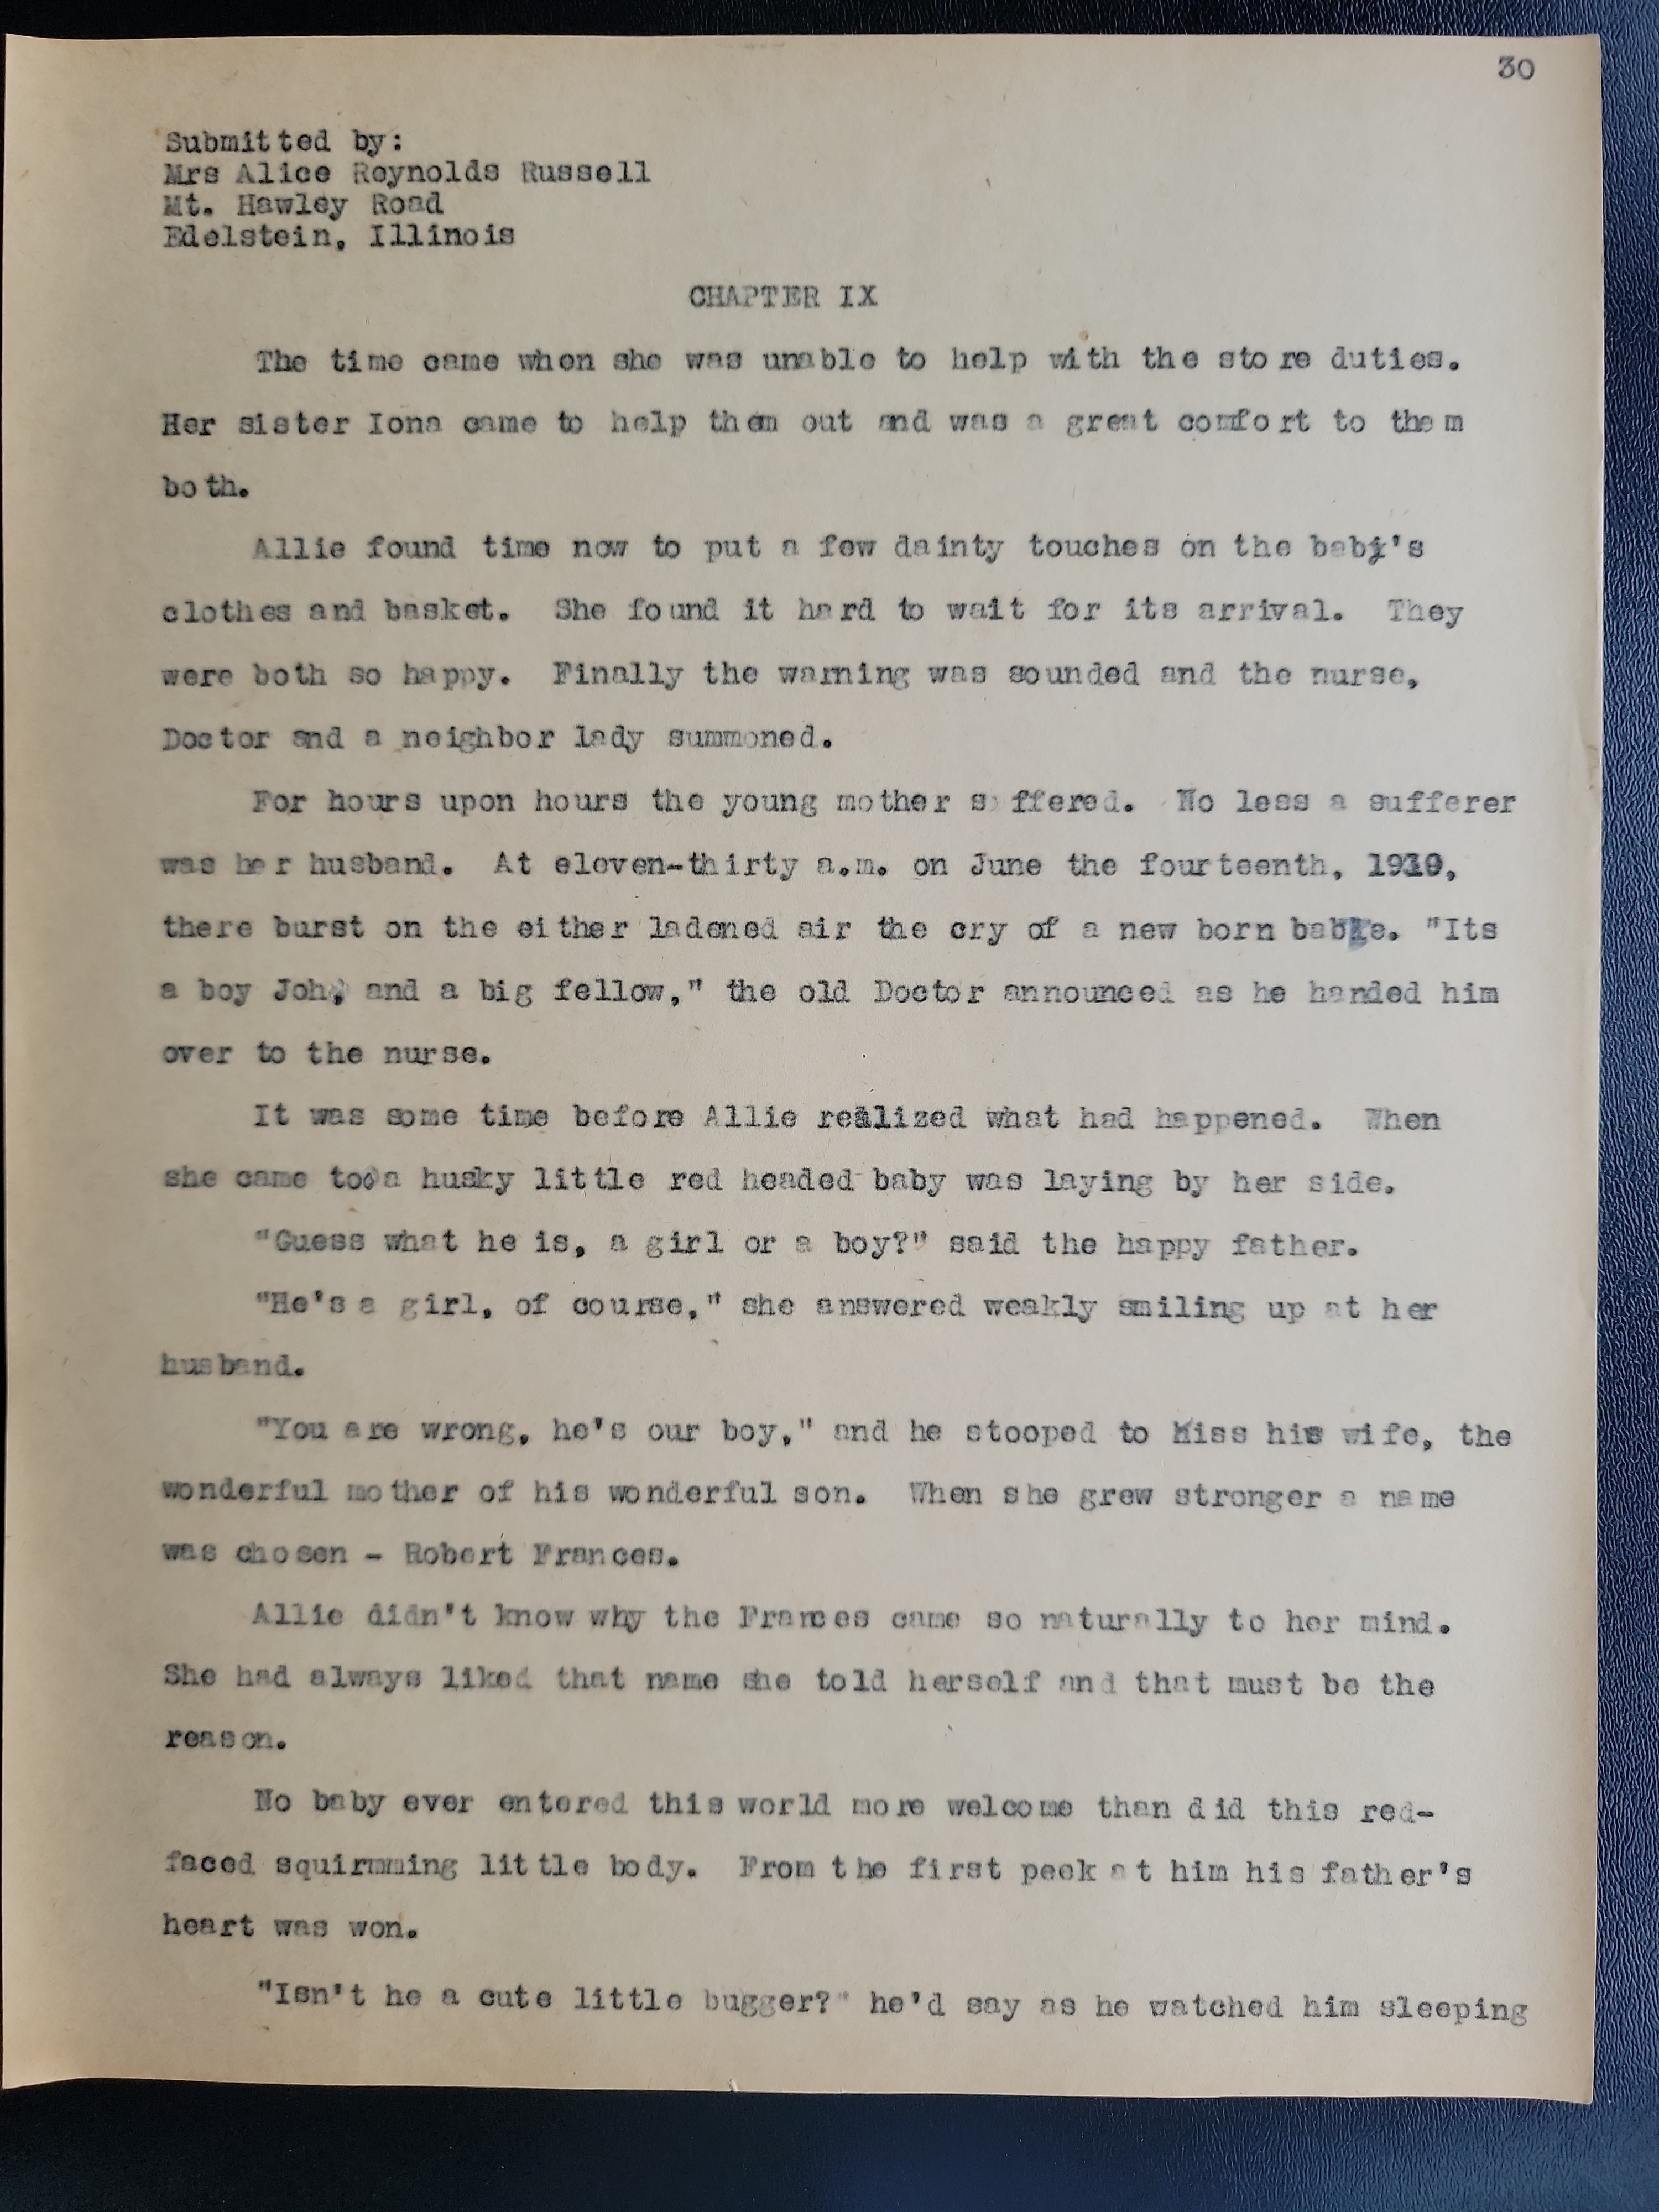 30
Submitted by:
Mrs Alice Reynolds Russell
Mt. Hawley Road
Edelstein, Illinois
CHAPTER IX
The time came when she was unable to help with the store duties.
Her sister Iona came to help them out and was a great comfort to them
both.
Allie found time now to put a few dainty touches on the baby's
clothes and basket. She found it hard to wait for its arrival. They
were both so happy. Finally the warning was sounded and the nurse,
Doctor and a neighbor lady summoned.
For hours upon hours the young mother suffered. No less a sufferer
was her husband. At eleven-thirty a.m. on June the fourteenth,
there burst on the either ladened air the cry of a new born babie. "Its
a boy John, and a big fellow," the old Doctor announced as he handed him
over to the nurse.
It was some time before Allie realized what had happened. When
she came too a husky little red headed baby was laying by her side.
"Guess what he is, a girl or a boy?" said the happy father.
"He's a girl, of course," she answered weakly smiling up at her
husband.
"You are wrong, he's our boy," and he stooped to kiss his wife, the
wonderful mother of his wonderful son. When she grew stronger a name
was chosen - Robert Frances.
Allie didn't know why the Frances came so naturally to her mind.
She had always liked that name she told herself and that must be the
reason.
No baby ever entered this world more welcome than did this red-
faced squirmming little body. From the first peek at him his father's
heart was won.
"Isn't he a cute little bugger?" he'd say as he watched him sleeping